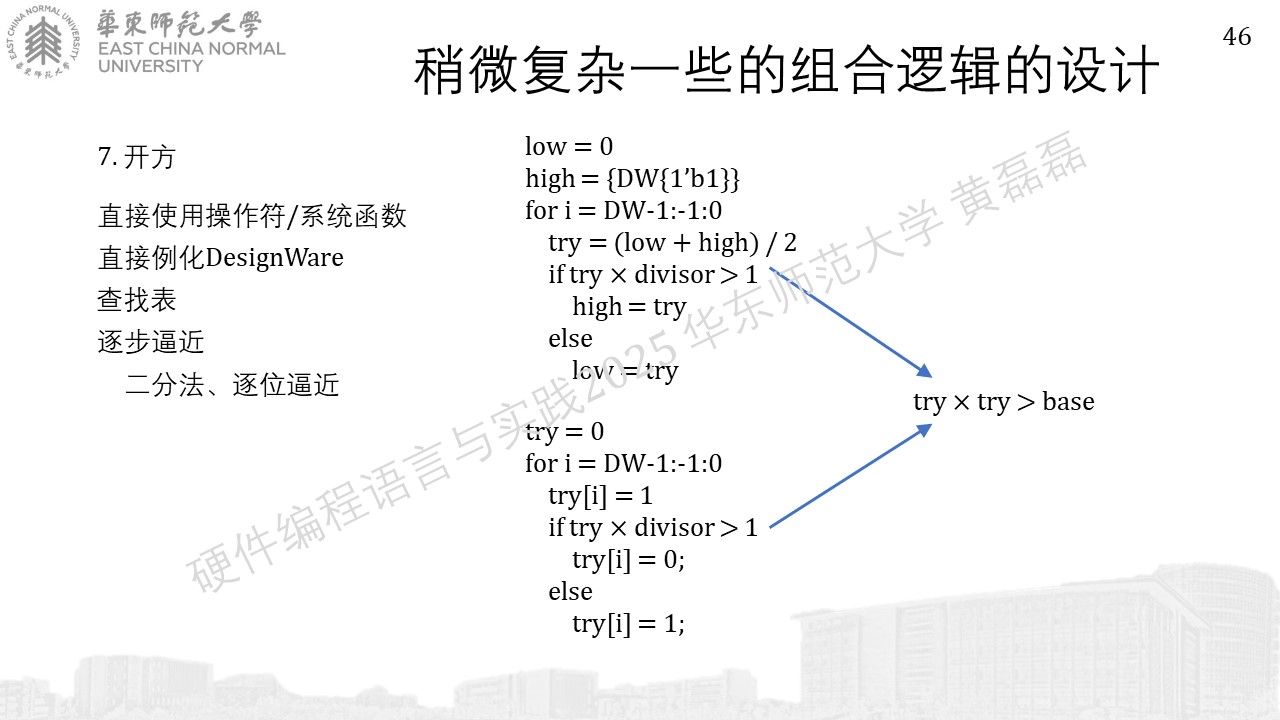 EAST CHINA NORMAL UNIVERSITY
華東師範大學
華東師範大學
EAST CHINA NORMAL
UNIVERSITY
46
稍微复杂一些的组合逻辑的设计
7. 开方
直接使用操作符/系统函数
直接例化DesignWare
查找表
逐步逼近
二分法、逐位逼近
low = 0
high = {DW{1’b1}}
for i = DW-1:-1:0
try = (low + high) / 2
if try × divisor > 1
high = try
else
low = try
try = 0
for i = DW-1:-1:0
try[i] = 1
if try × divisor > 1
try[i] = 0;
else
try[i] = 1;
try × try > base
硬件编程语言与实践2025 华东师范大学 黄磊磊